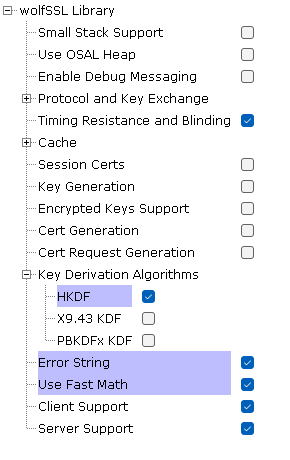 wolfSSL Library
Small Stack Support
Use OSAL Heap
Enable Debug Messaging
Protocol and Key Exchange
Timing Resistance and Blinding
Cache
Session Certs
Key Generation
Encrypted Keys Support
Cert Generation
Cert Request Generation
Key Derivation Algorithms
HKDF
X9.43 KDF
PBKDFx KDF
Error String
Use Fast Math
Client Support
Server Support